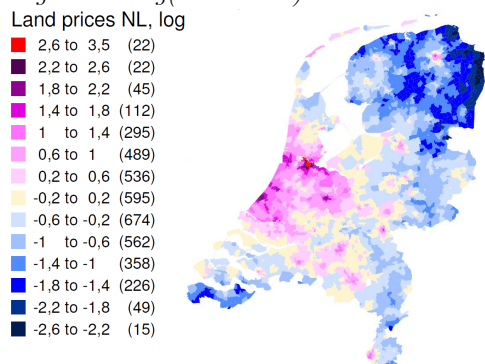 Land prices NL, log
2,6 to 3,5 (22)
2,2 to 2,6 (22)
1,8 to 2,2 (45)
1,4 to 1,8 (112)
1 to 1,4 (295)
0,6 to 1 (489)
0,2 to 0,6 (536)
-0,2 to 0,2 (595)
-0,6 to -0,2 (674)
-1 to -0,6 (562)
-1,4 to -1 (358)
-1,8 to -1,4 (226)
-2,2 to -1,8 (49)
-2,6 to -2,2 (15)